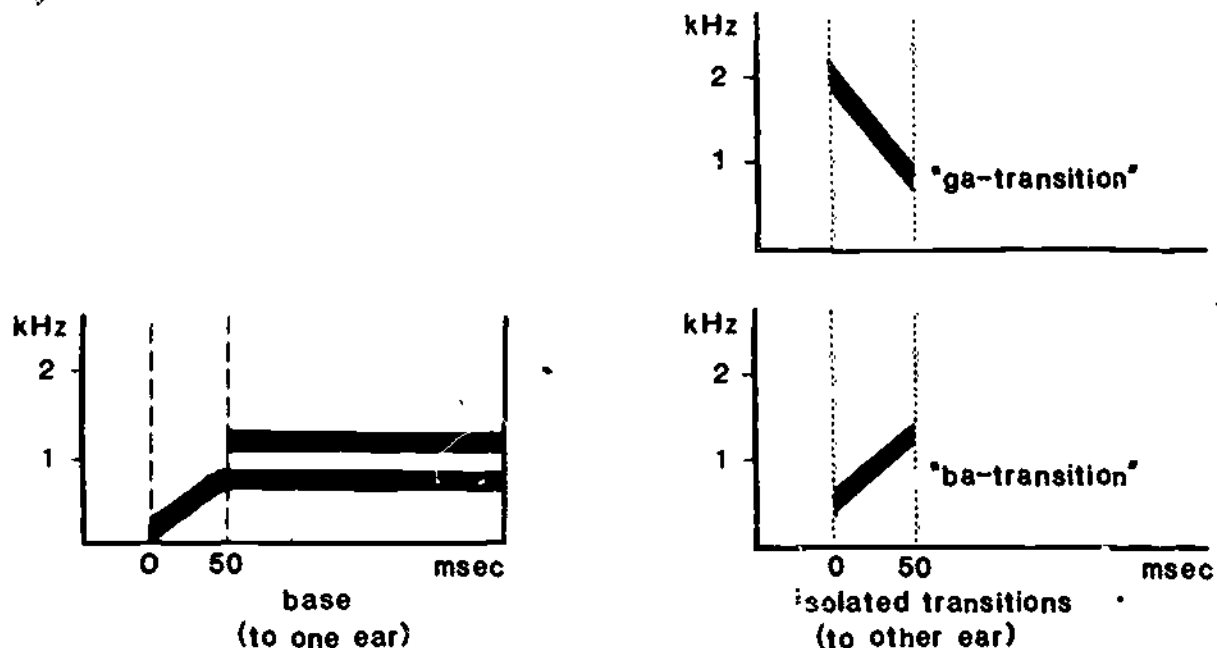 kHz
2
1
"ga-transition"
kHz
2
1
0 50 msec
base
(to one ear)
kHz
2
1
"ba-transition"
0 50 msec
isolated transitions
(to other ear)